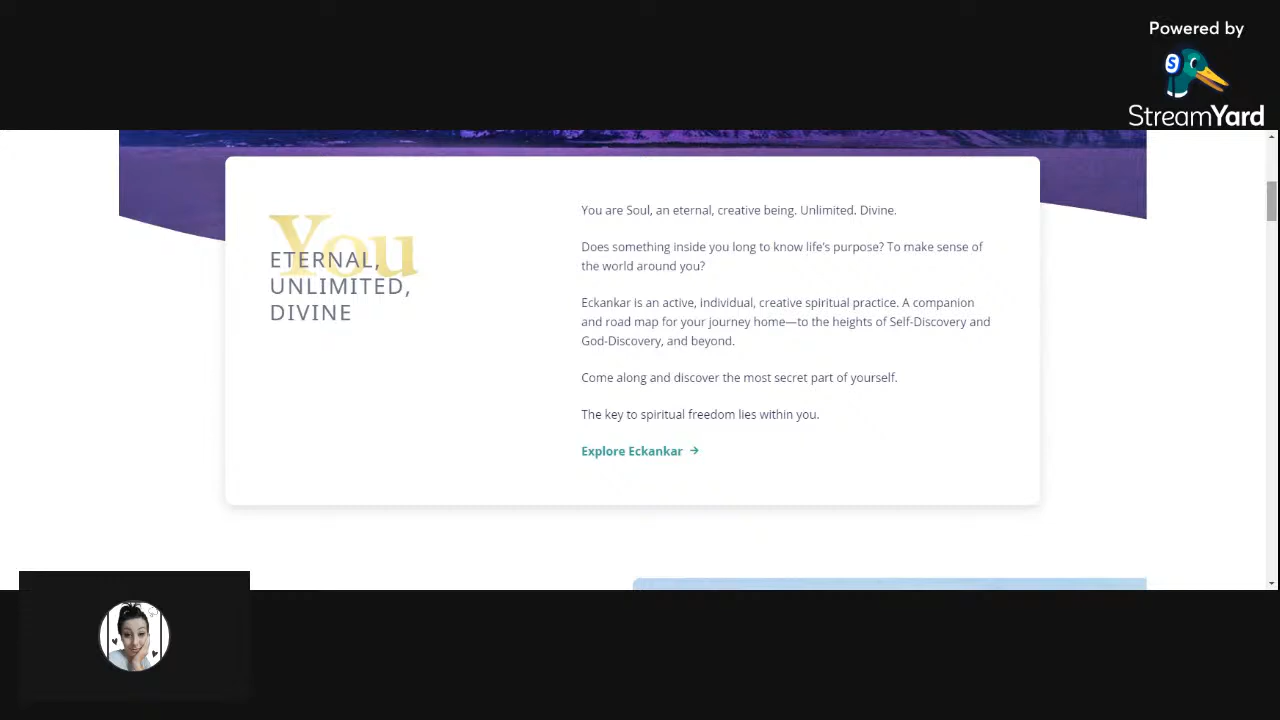 Powered by
S
StreamYard
You
ETERNAL,
UNLIMITED,
DIVINE
You are Soul, an eternal, creative being. Unlimited. Divine.
Does something inside you long to know life's purpose? To make sense of
the world around you?
Eckankar is an active, individual, creative spiritual practice. A companion
and road map for your journey home—to the heights of Self-Discovery and
God-Discovery, and beyond.
Come along and discover the most secret part of yourself.
The key to spiritual freedom lies within you.
Explore Eckankar →